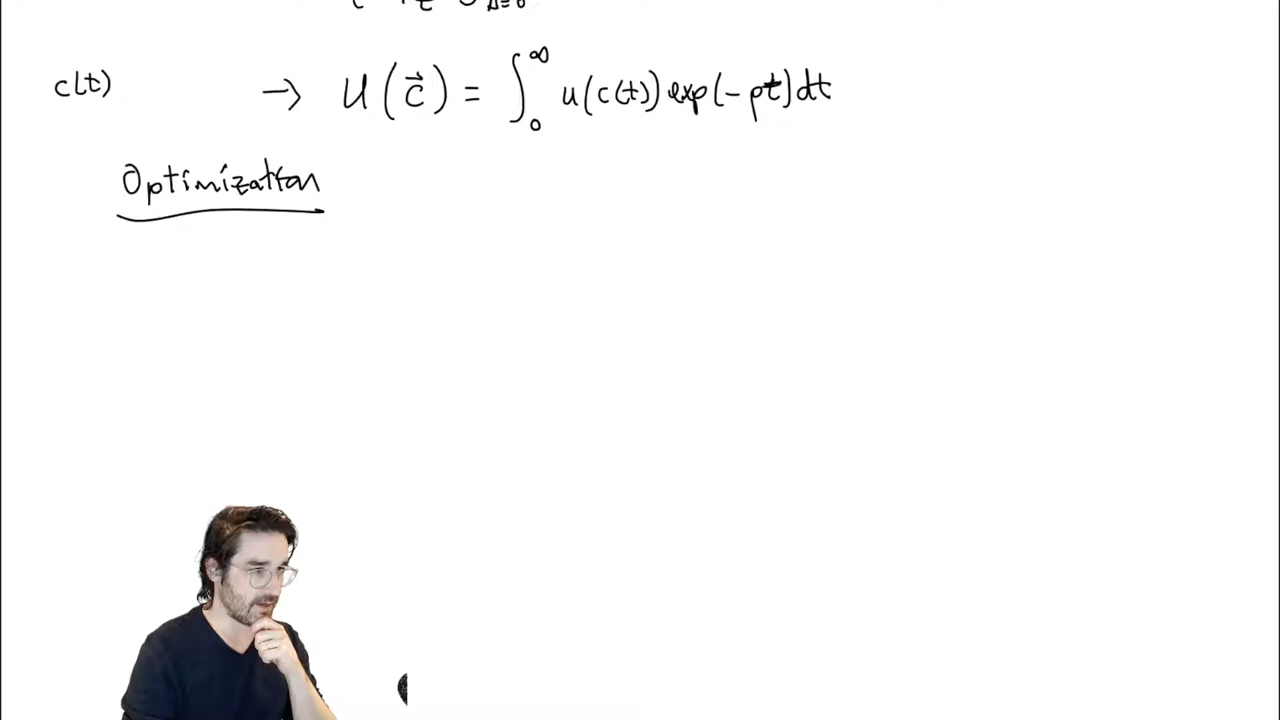 c(t) → U(c⃗) = ∫₀^∞ u(c(t)) exp(-ρt) dt
Optimization